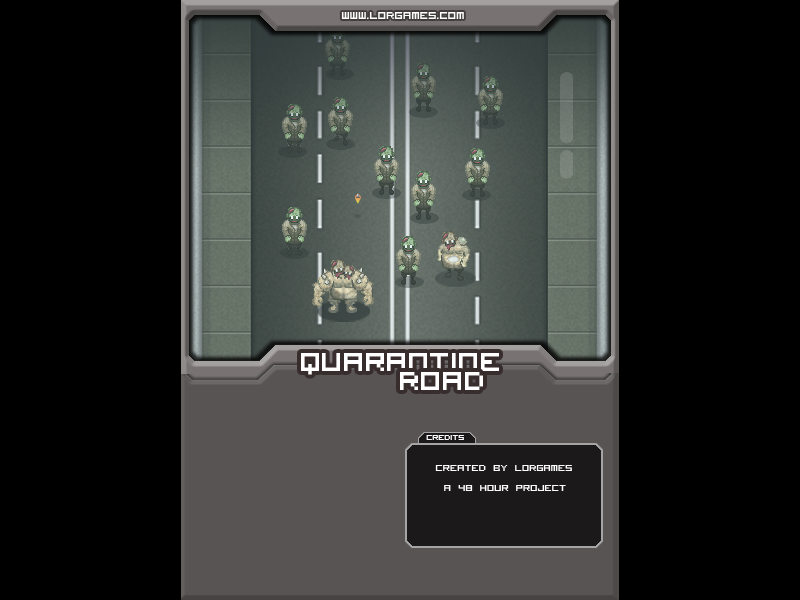 WWW.LORGAMES.COM
QUARANTINE
ROAD
CREDITS
CREATED BY LORGAMES
A 48 HOUR PROJECT